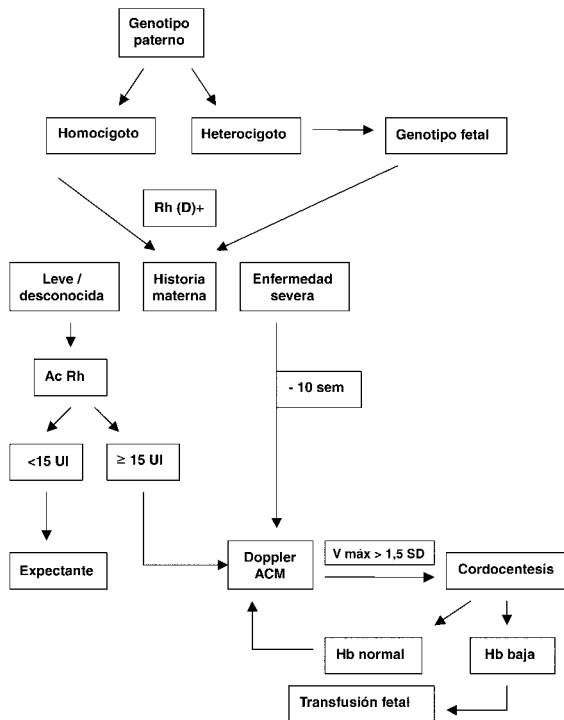 Genotipo
paterno
Homocigoto
Heterocigoto
Genotipo fetal
Rh (D)+
Leve /
desconocida
Historia
materna
Enfermedad
severa
Ac Rh
- 10 sem
<15 UI
≥ 15 UI
Expectante
Doppler
ACM
V máx > 1,5 SD
Cordocentesis
Hb normal
Hb baja
Transfusión fetal